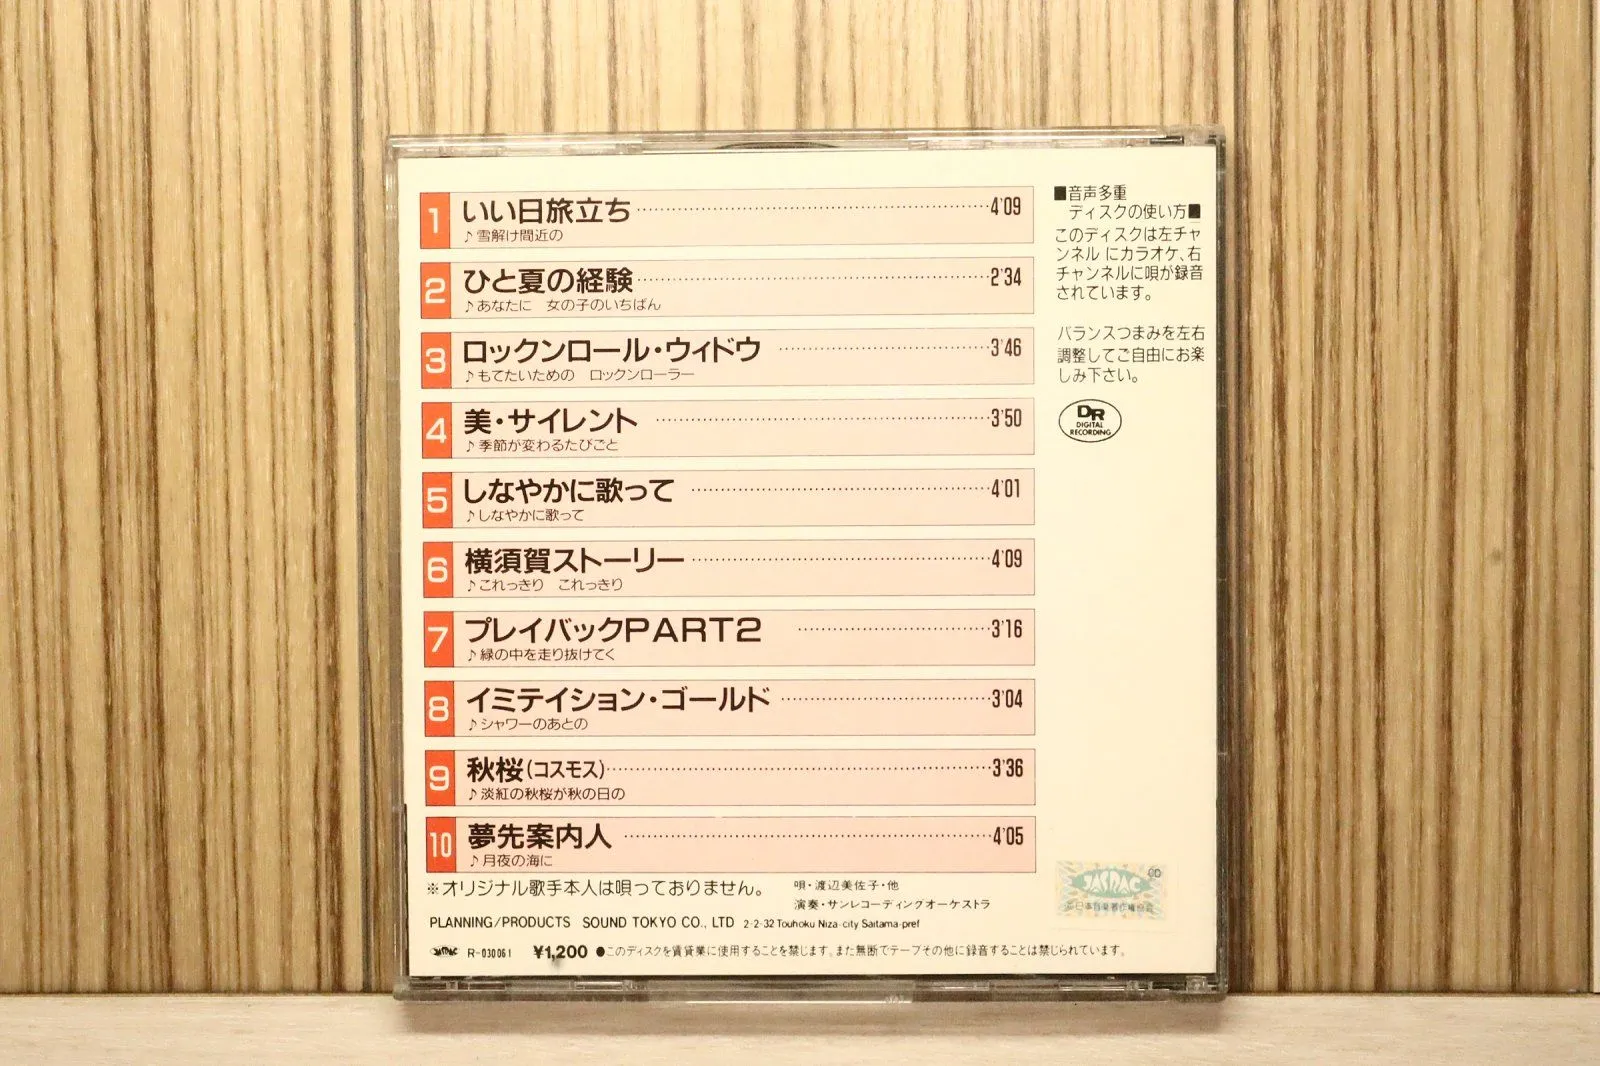 1 いい日旅立ち 4'09
♪雪解け間近の
2 ひと夏の経験 2'34
♪あなたに 女の子のいちばん
3 ロックンロール・ウィドウ 3'46
♪もてたいための ロックンローラー
4 美・サイレント 3'50
♪季節が変わるたびごと
5 しなやかに歌って 4'01
♪しなやかに歌って
6 横須賀ストーリー 4'09
♪これっきり これっきり
7 プレイバックPART2 3'16
♪緑の中を走り抜けてく
8 イミテイション・ゴールド 3'04
♪シャワーのあとの
9 秋桜(コスモス) 3'36
♪淡紅の秋桜が秋の日の
10 夢先案内人 4'05
♪月夜の海に
※オリジナル歌手本人は唄っておりません。
唄・渡辺美佐子・他
演奏・サンレコーディングオーケストラ
PLANNING/PRODUCTS SOUND TOKYO CO., LTD 2-2-32 Touhoku Niza-city Saitama-pref
JASRAC R-030061 ¥1,200 ●このディスクを賃貸業に使用することを禁じます。また無断でテープその他に録音することは禁じられています。
■音声多重
ディスクの使い方■
このディスクは左チャ
ンネルにカラオケ、右
チャンネルに唄が録音
されています。
バランスつまみを左右
調整してご自由にお楽
しみ下さい。
DR
DIGITAL
RECORDING
JASRAC CD
日本音楽著作権協会